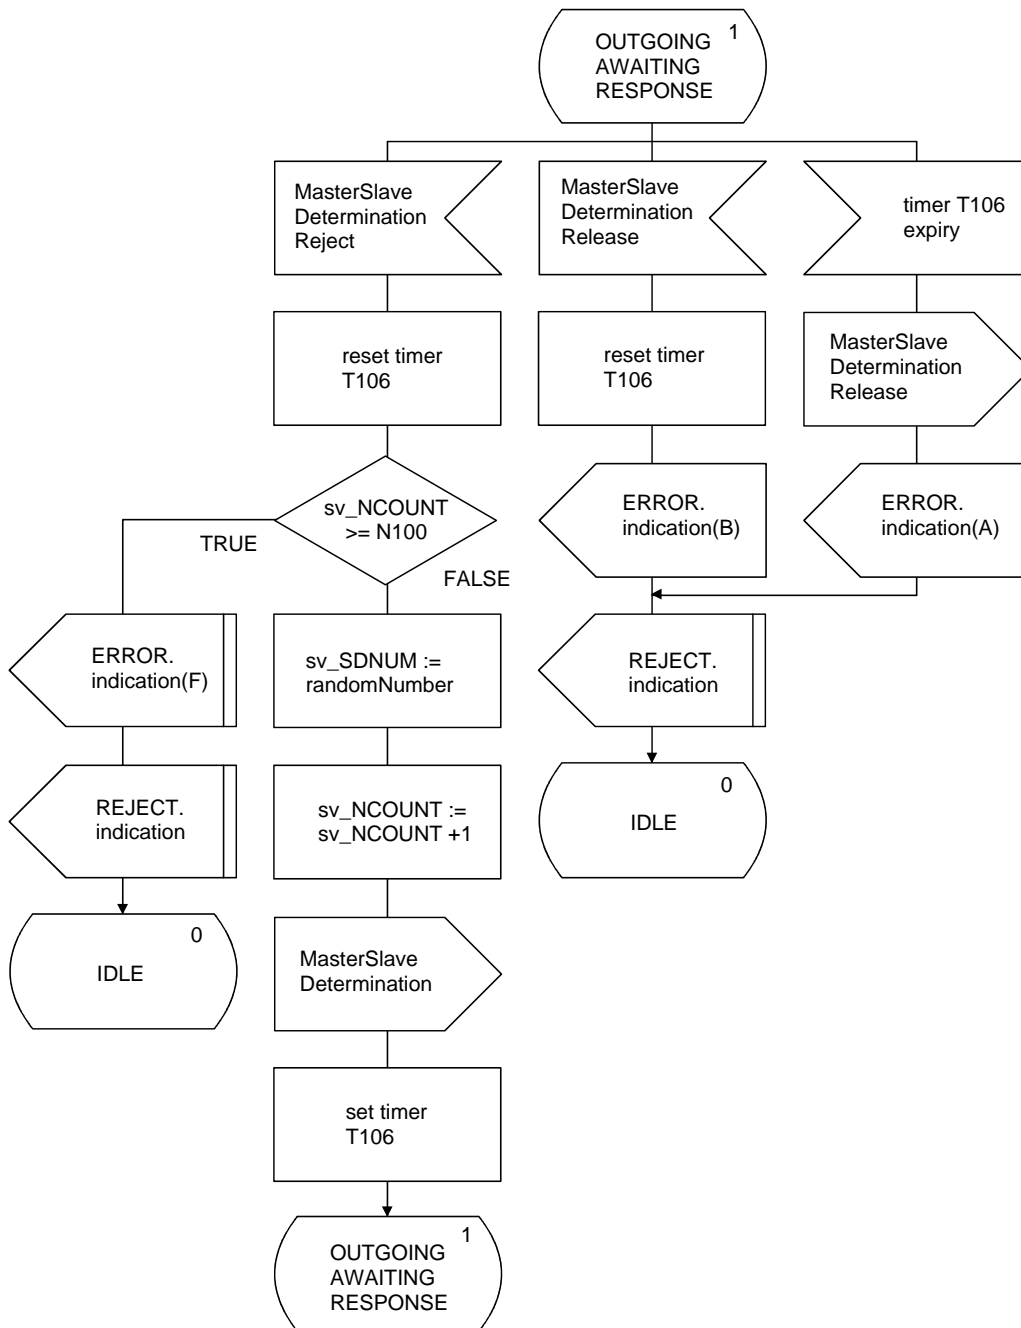 OUTGOING
AWAITING
RESPONSE
1
MasterSlave
Determination
Reject
MasterSlave
Determination
Release
timer T106
expiry
reset timer
T106
reset timer
T106
MasterSlave
Determination
Release
sv_NCOUNT
>= N100
TRUE
FALSE
ERROR.
indication(B)
ERROR.
indication(A)
ERROR.
indication(F)
sv_SDNUM :=
randomNumber
REJECT.
indication
REJECT.
indication
sv_NCOUNT :=
sv_NCOUNT +1
0
IDLE
0
IDLE
MasterSlave
Determination
set timer
T106
1
OUTGOING
AWAITING
RESPONSE